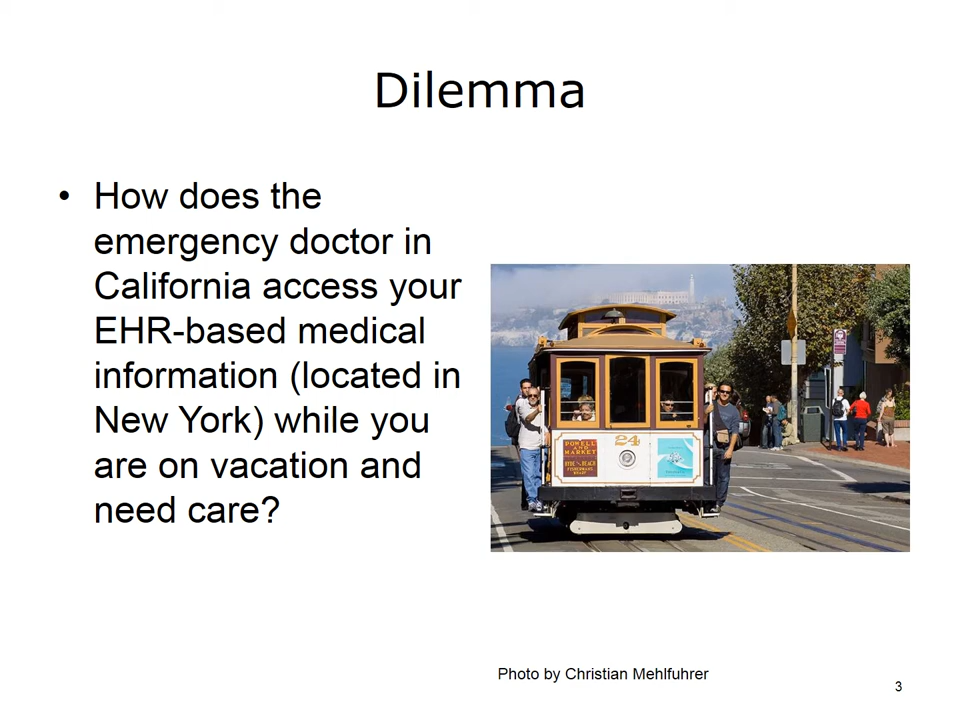 Dilemma
• How does the
emergency doctor in
California access your
EHR-based medical
information (located in
New York) while you
are on vacation and
need care?
24
POWELL
AND
MARKET
Photo by Christian Mehlfuhrer
3